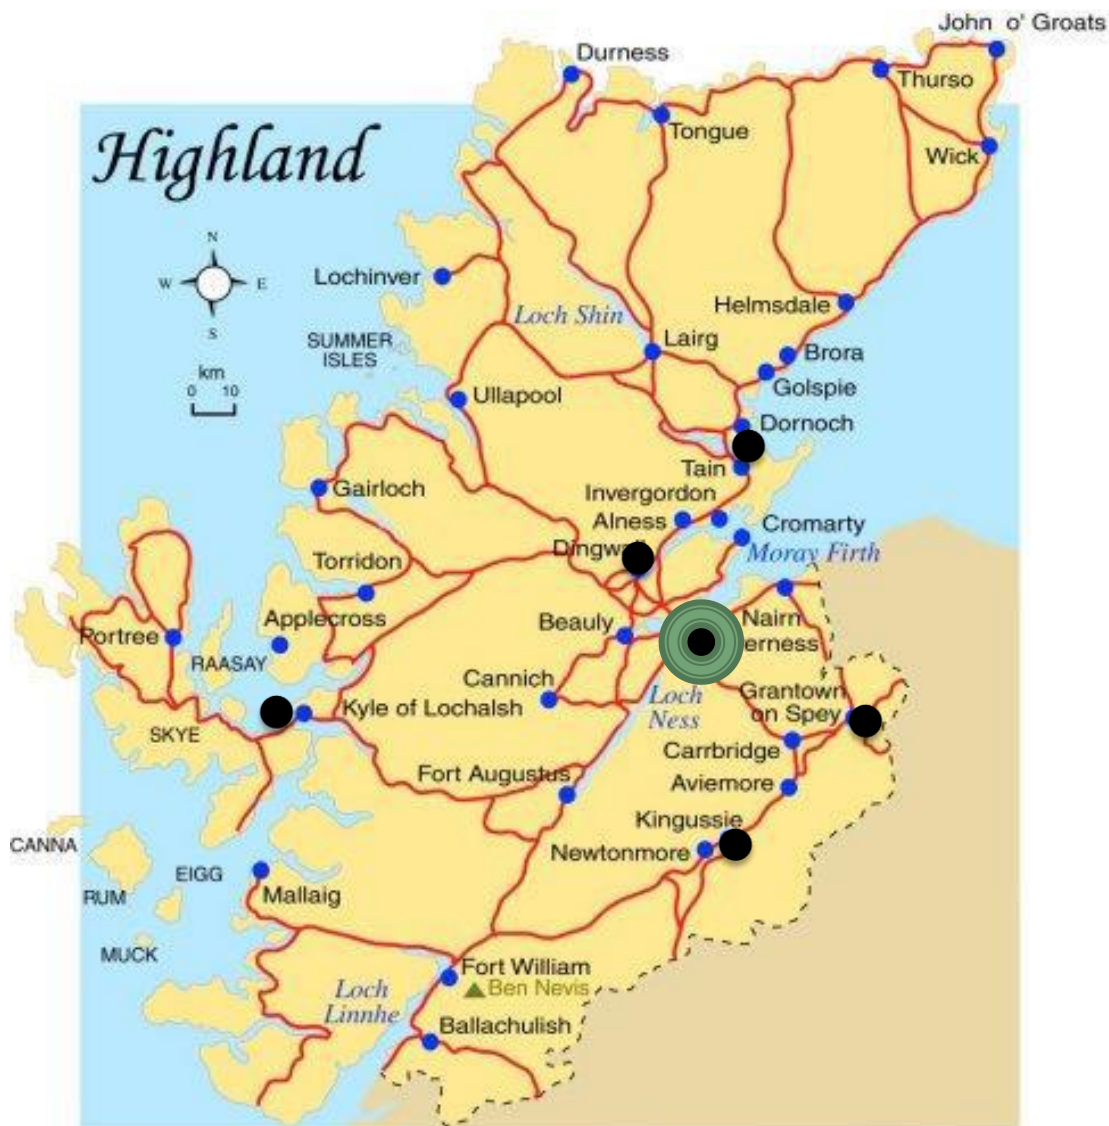 John o' Groats
Durness
Thurso
Tongue
Highland
Wick
N
W
E
S
Lochinver
Helmsdale
Loch Shin
SUMMER
ISLES
Lairg
Brora
km
0 10
Golspie
Ullapool
Dornoch
Tain
Gairloch
Invergordon
Alness
Cromarty
Dingwa
Moray Firth
Torridon
Applecross
Nairn
Beauly
Portree
erness
RAASAY
Cannich
Loch
Ness
Grantown
on Spey
Kyle of Lochalsh
SKYE
Carrbridge
Fort Augustus
Aviemore
Kingussie
CANNA
Newtonmore
EIGG
RUM
Mallaig
MUCK
Fort William
Ben Nevis
Loch
Linnhe
Ballachulish